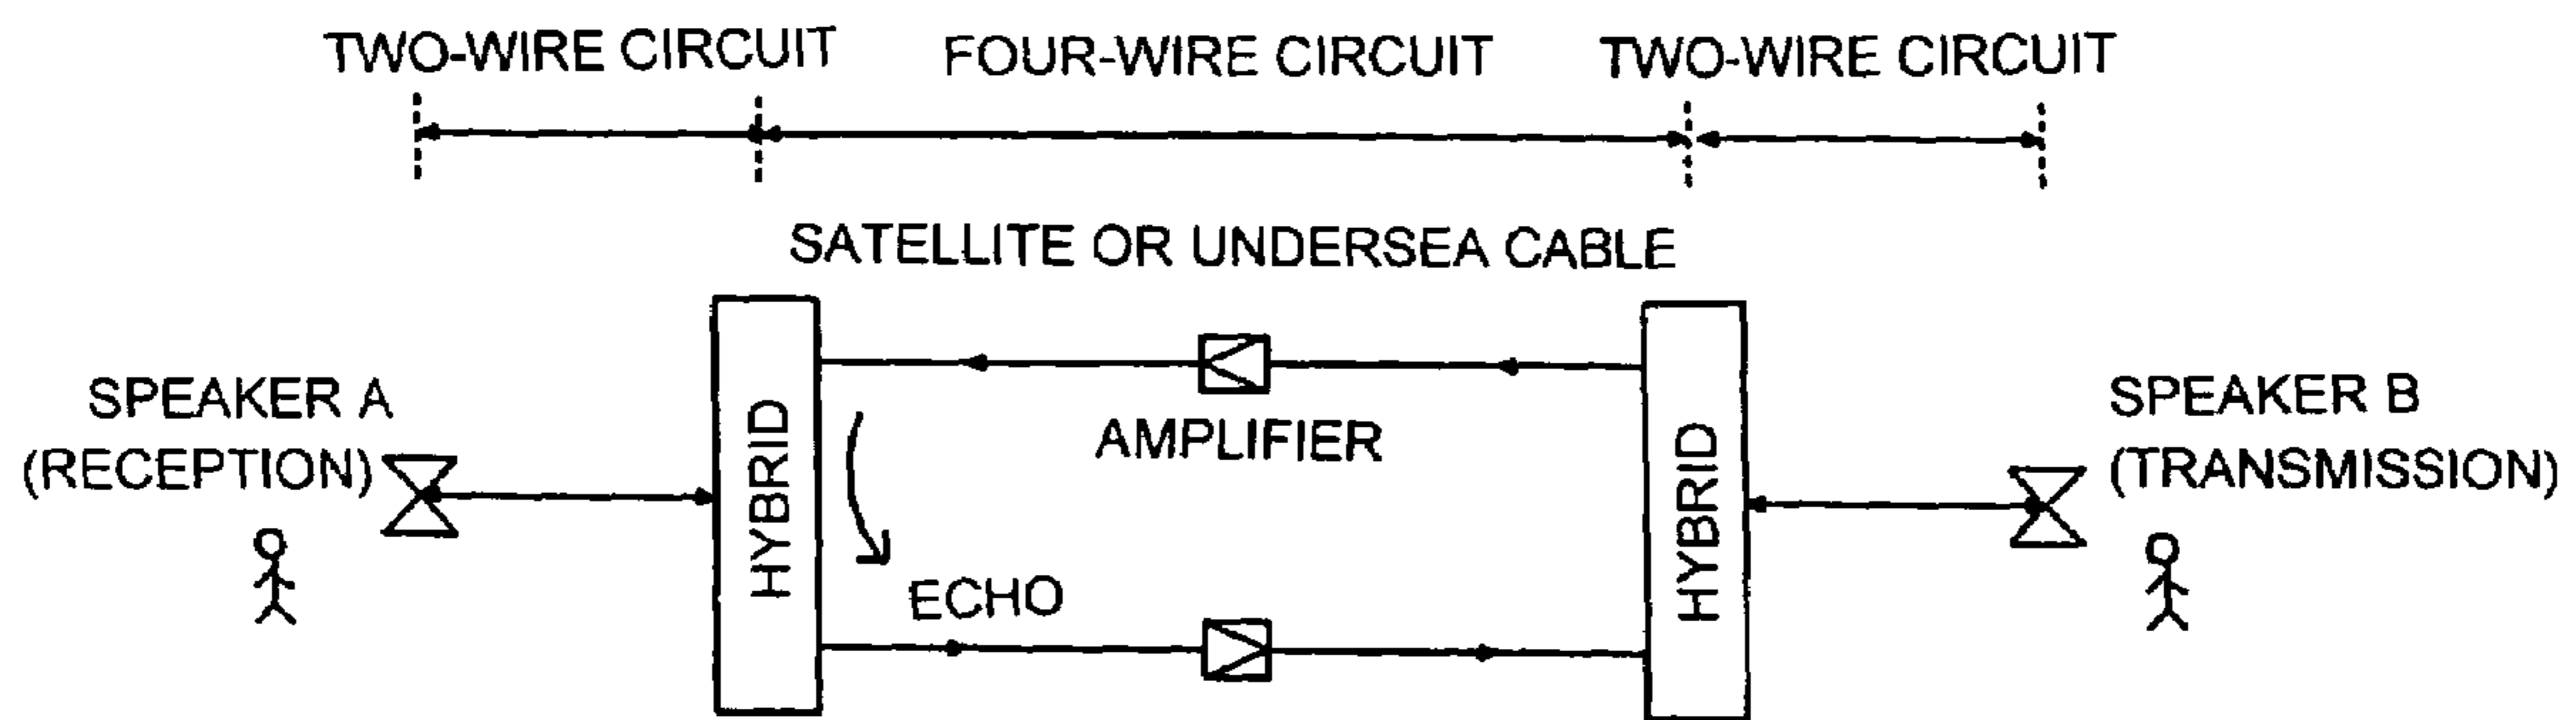 TWO-WIRE CIRCUIT
FOUR-WIRE CIRCUIT
TWO-WIRE CIRCUIT
SATELLITE OR UNDERSEA CABLE
SPEAKER A
(RECEPTION)
HYBRID
AMPLIFIER
ECHO
HYBRID
SPEAKER B
(TRANSMISSION)